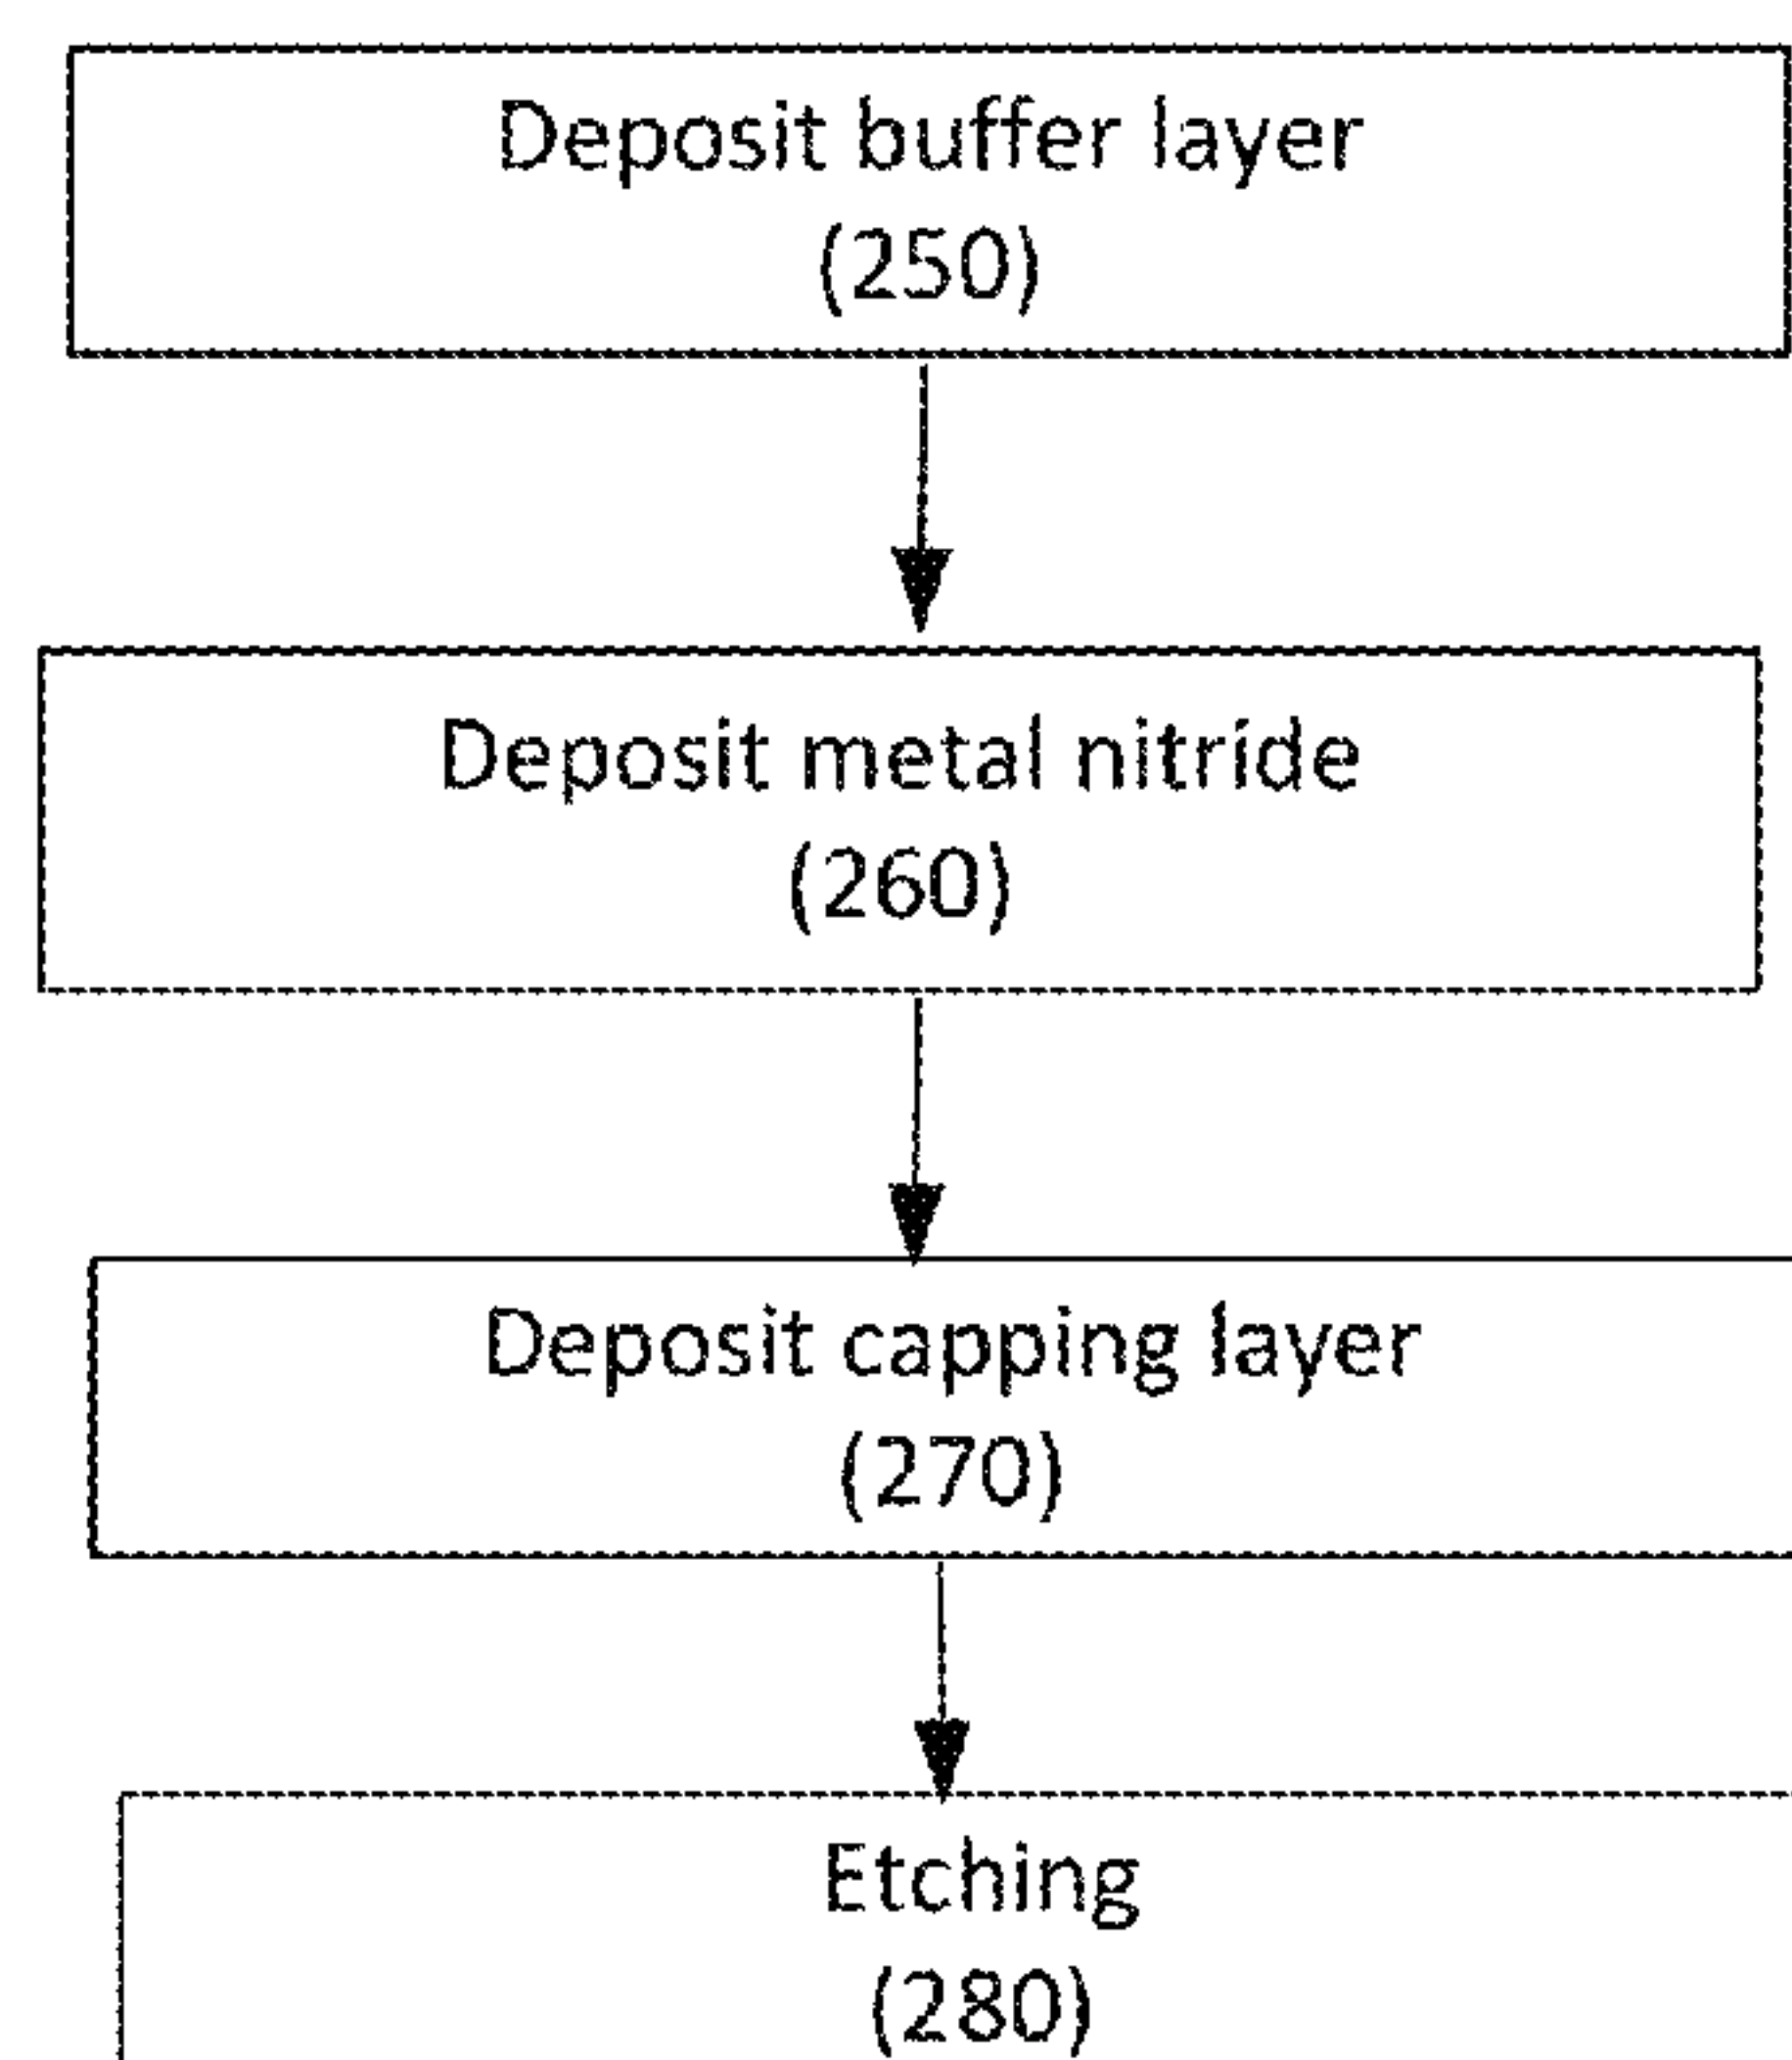 Deposit buffer layer
(250)
Deposit metal nitride
(260)
Deposit capping layer
(270)
Etching
(280)